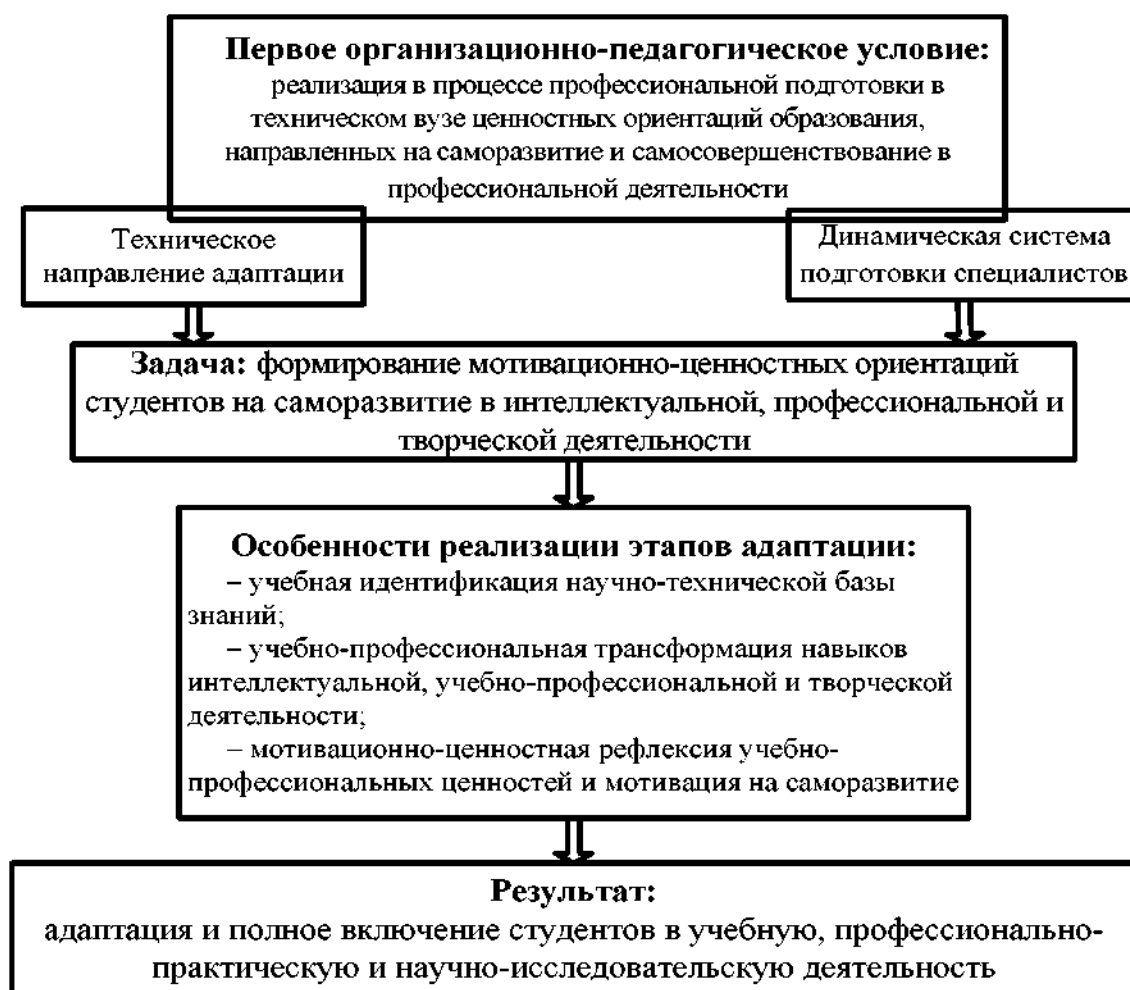 Первое организационно-педагогическое условие:
реализация в процессе профессиональной подготовки в
техническом вузе ценностных ориентаций образования,
направленных на саморазвитие и самосовершенствование в
профессиональной деятельности
Техническое
направление адаптации
Динамическая система
подготовки специалистов
Задача: формирование мотивационно-ценностных ориентаций
студентов на саморазвитие в интеллектуальной, профессиональной и
творческой деятельности
Особенности реализации этапов адаптации:
– учебная идентификация научно-технической базы
знаний;
– учебно-профессиональная трансформация навыков
интеллектуальной, учебно-профессиональной и творческой
деятельности;
– мотивационно-ценностная рефлексия учебно-
профессиональных ценностей и мотивация на саморазвитие
Результат:
адаптация и полное включение студентов в учебную, профессионально-
практическую и научно-исследовательскую деятельность